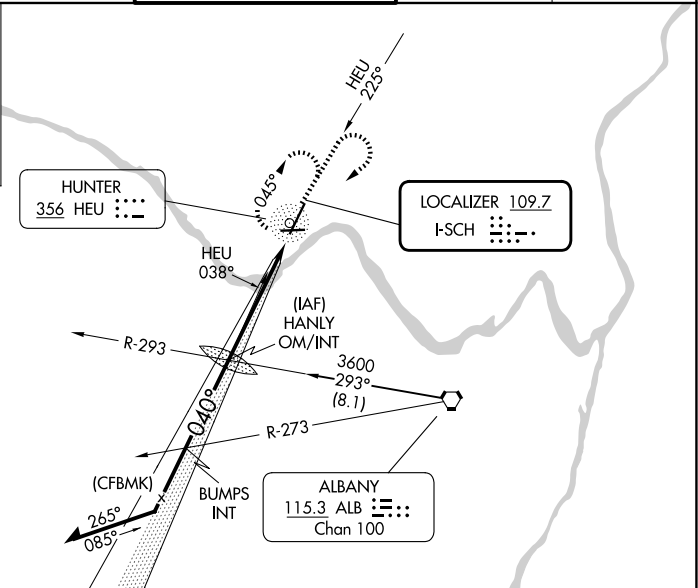 HEU
225°
HUNTER
356 HEU
045°
LOCALIZER 109.7
I-SCH
HEU
038°
(IAF)
HANLY
OM/INT
R-293
3600
293°
(8.1)
040°
R-273
(CFBMK)
BUMPS
INT
265°
085°
ALBANY
115.3 ALB
Chan 100